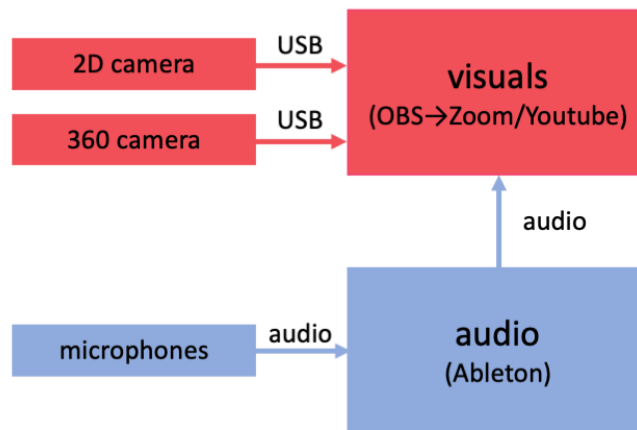 2D camera
USB
360 camera
USB
visuals
(OBS→Zoom/Youtube)
audio
microphones
audio
audio
(Ableton)